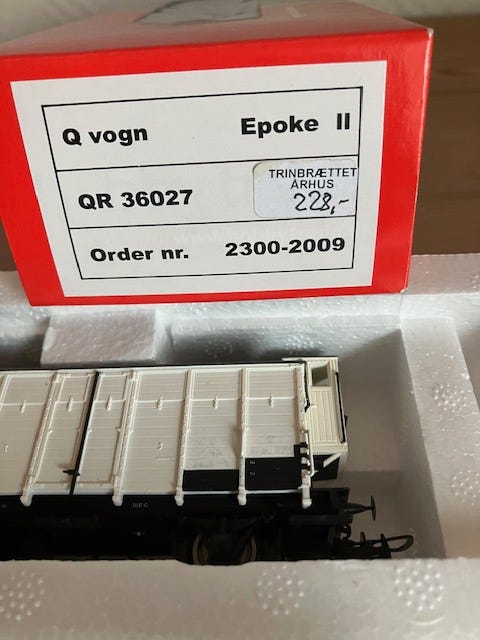 Q vogn Epoke II
QR 36027
TRINBRÆTTET
ÅRHUS
228,-
Order nr. 2300-2009